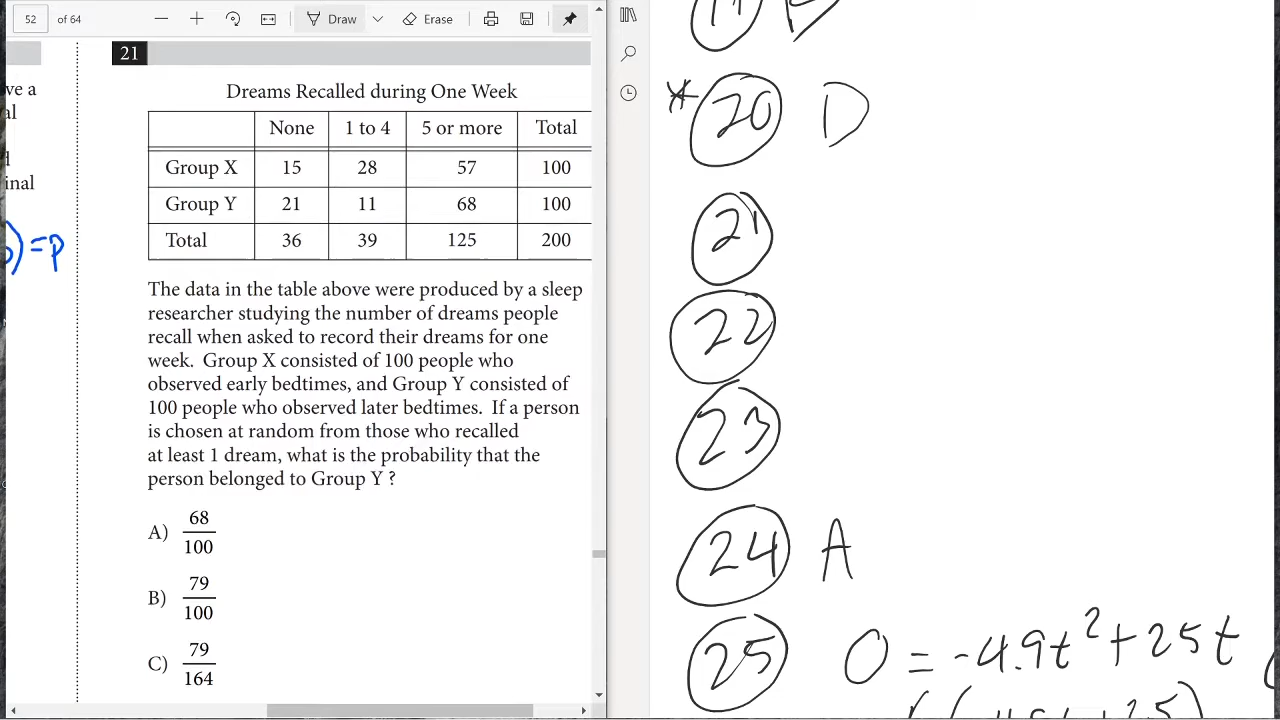 52 of 64 Draw Erase
ve a
al
inal
=p
21
Dreams Recalled during One Week
None 1 to 4 5 or more Total
Group X 15 28 57 100
Group Y 21 11 68 100
Total 36 39 125 200
The data in the table above were produced by a sleep
researcher studying the number of dreams people
recall when asked to record their dreams for one
week. Group X consisted of 100 people who
observed early bedtimes, and Group Y consisted of
100 people who observed later bedtimes. If a person
is chosen at random from those who recalled
at least 1 dream, what is the probability that the
person belonged to Group Y ?
A) 68/100
B) 79/100
C) 79/164
* 20 D
21
22
23
24 A
25 0 = -4.9t² + 25t